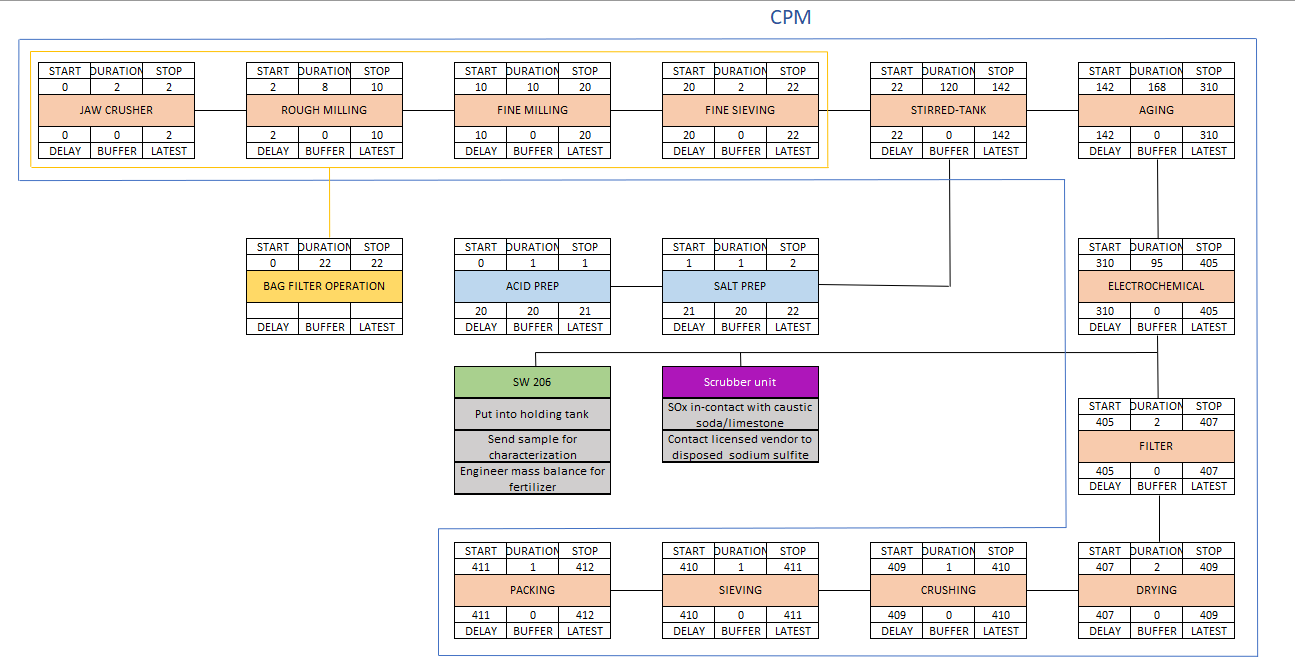 CPM
START DURATION STOP START DURATION STOP START DURATION STOP START DURATION STOP START DURATION STOP START DURATION STOP
0 2 2 2 8 10 10 10 20 20 2 22 22 120 142 142 168 310
JAW CRUSHER ROUGH MILLING FINE MILLING FINE SIEVING STIRRED-TANK AGING
0 0 2 2 0 10 10 0 20 20 0 22 22 0 142 142 0 310
DELAY BUFFER LATEST DELAY BUFFER LATEST DELAY BUFFER LATEST DELAY BUFFER LATEST DELAY BUFFER LATEST DELAY BUFFER LATEST
START DURATION STOP START DURATION STOP START DURATION STOP START DURATION STOP
0 22 22 0 1 1 1 1 2 310 95 405
BAG FILTER OPERATION ACID PREP SALT PREP ELECTROCHEMICAL
20 20 21 21 20 22 310 0 405
DELAY BUFFER LATEST DELAY BUFFER LATEST DELAY BUFFER LATEST DELAY BUFFER LATEST
SW 206
Put into holding tank
Send sample for
characterization
Engineer mass balance for
fertilizer
Scrubber unit
SOx in-contact with caustic
soda/limestone
Contact licensed vendor to
disposed sodium sulfite
START DURATION STOP
405 2 407
FILTER
405 0 407
DELAY BUFFER LATEST
START DURATION STOP START DURATION STOP START DURATION STOP START DURATION STOP
411 1 412 410 1 411 409 1 410 407 2 409
PACKING SIEVING CRUSHING DRYING
411 0 412 410 0 411 409 0 410 407 0 409
DELAY BUFFER LATEST DELAY BUFFER LATEST DELAY BUFFER LATEST DELAY BUFFER LATEST